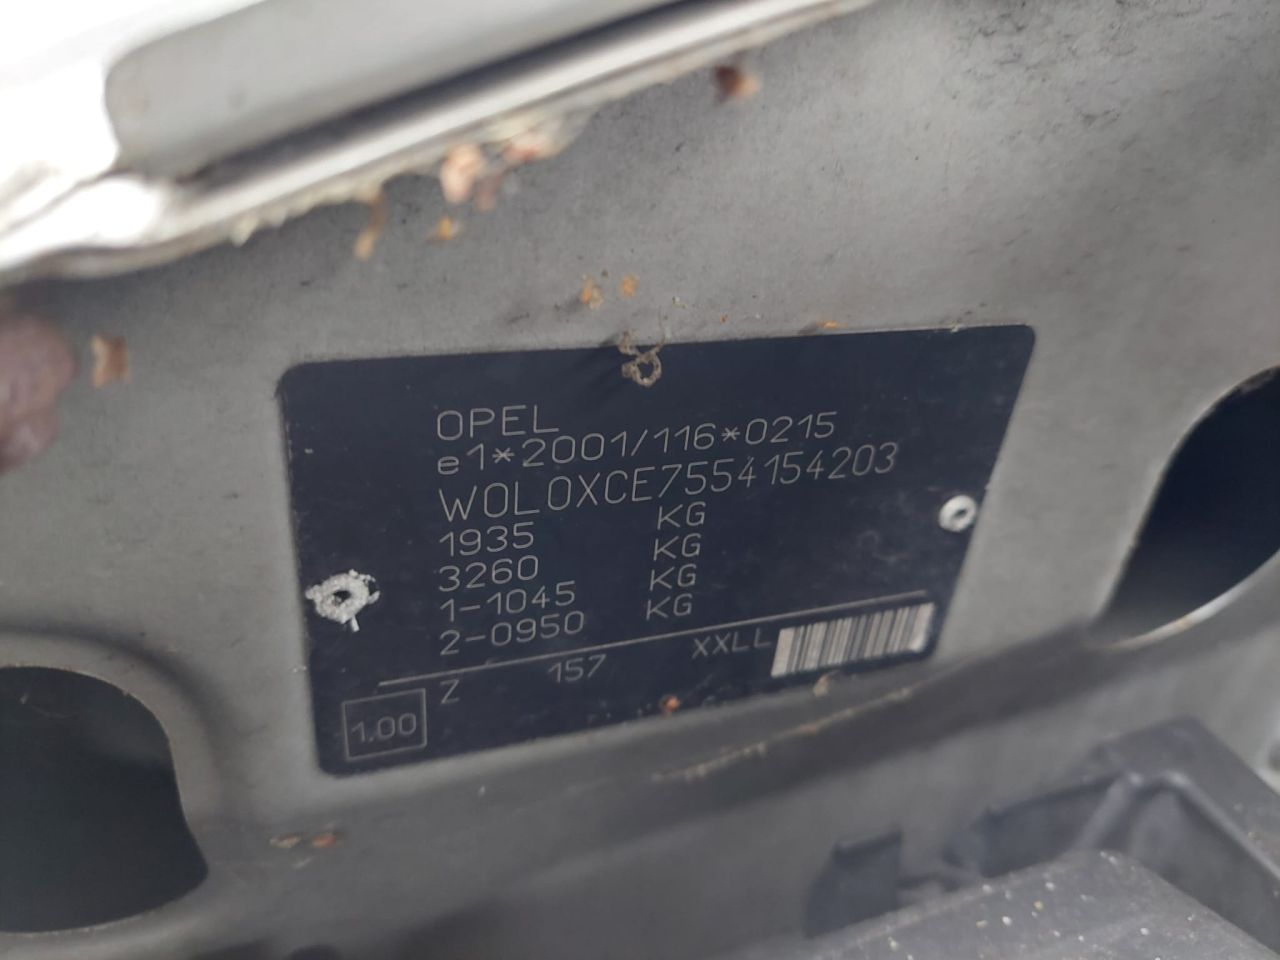 OPEL
e1*2001/116*0215
W0L0XCE7554154203
1935 KG
3260 KG
1-1045 KG
2-0950 KG
Z 157 XXLL
1.00